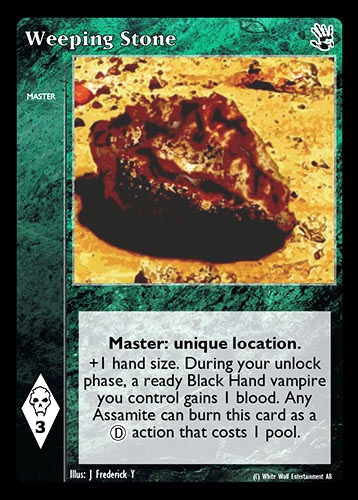 Weeping Stone
MASTER
Master: unique location.
+1 hand size. During your unlock
phase, a ready Black Hand vampire
you control gains 1 blood. Any
Assamite can burn this card as a
Ⓓ action that costs 1 pool.
3
Illus: J Frederick Y
(C) White Wolf Entertainment AB